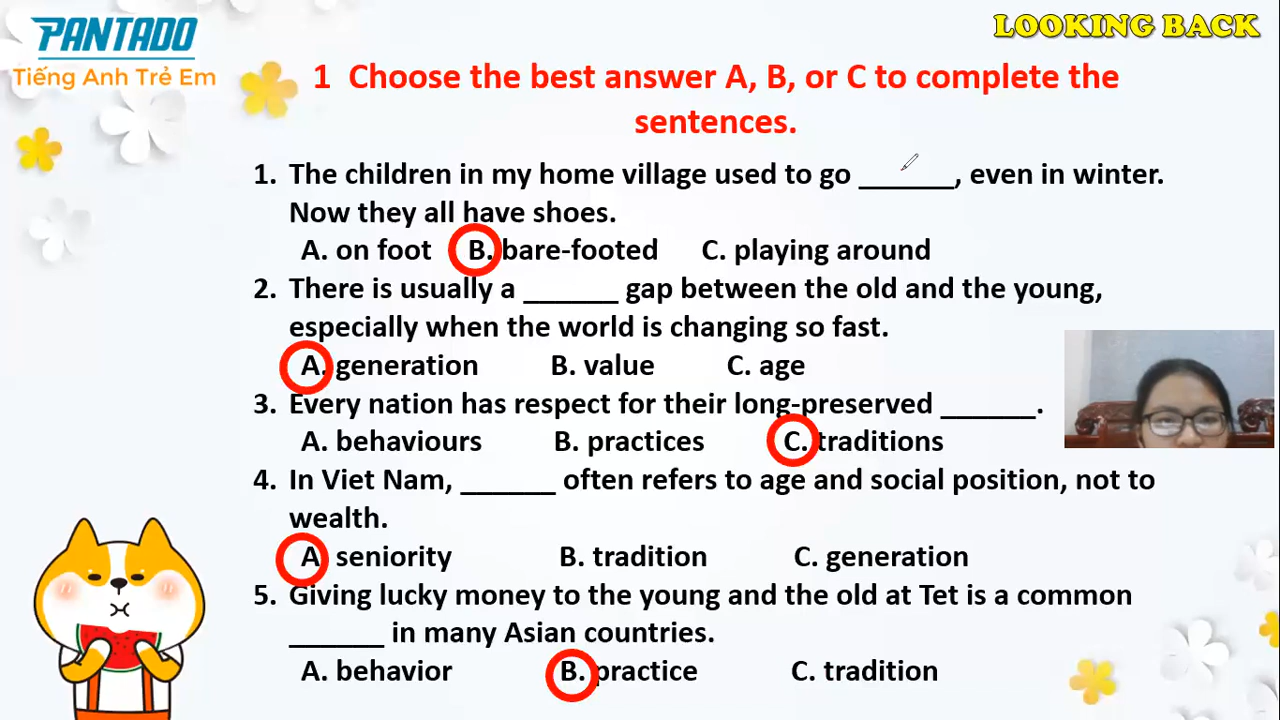 PANTADO
Tiếng Anh Trẻ Em
LOOKING BACK
1 Choose the best answer A, B, or C to complete the
sentences.
1. The children in my home village used to go ______, even in winter.
Now they all have shoes.
A. on foot B. bare-footed C. playing around
2. There is usually a ______ gap between the old and the young,
especially when the world is changing so fast.
A. generation B. value C. age
3. Every nation has respect for their long-preserved ______.
A. behaviours B. practices C. traditions
4. In Viet Nam, ______ often refers to age and social position, not to
wealth.
A. seniority B. tradition C. generation
5. Giving lucky money to the young and the old at Tet is a common
______ in many Asian countries.
A. behavior B. practice C. tradition